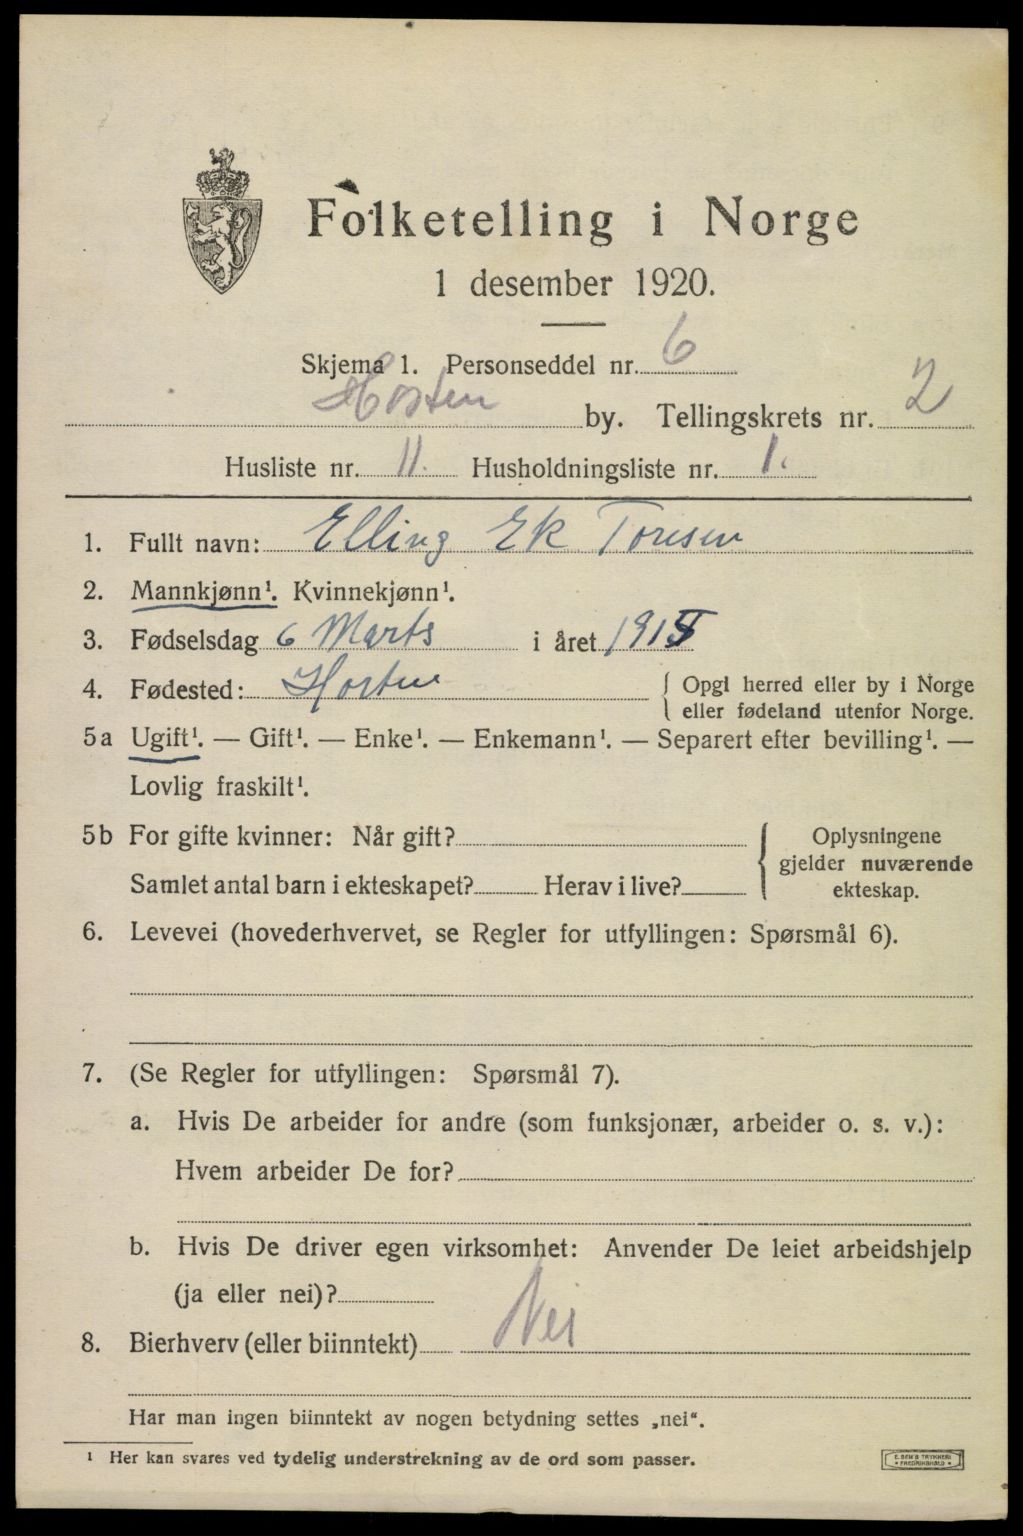 Folketelling i Norge
1 desember 1920.
Skjema 1. Personseddel nr. 6
Horten by. Tellingskrets nr. 2
Husliste nr. 11. Husholdningsliste nr. 1.
1. Fullt navn: Elling Ek Toresen
2. Mannkjønn¹. Kvinnekjønn¹.
3. Fødselsdag 6 Marts i året
4. Fødested: Horten { Opgi herred eller by i Norge
eller fødeland utenfor Norge.
5a Ugift¹. — Gift¹. — Enke¹. — Enkemann¹. — Separert efter bevilling¹. —
Lovlig fraskilt¹.
5b For gifte kvinner: Når gift? { Oplysningene
gjelder nuværende
Samlet antal barn i ekteskapet? Herav i live? ekteskap.
6. Levevei (hovederhvervet, se Regler for utfyllingen: Spørsmål 6).
7. (Se Regler for utfyllingen: Spørsmål 7).
a. Hvis De arbeider for andre (som funksjonær, arbeider o. s. v.):
Hvem arbeider De for?
b. Hvis De driver egen virksomhet: Anvender De leiet arbeidshjelp
(ja eller nei)?
8. Bierhverv (eller biinntekt) Nei
Har man ingen biinntekt av nogen betydning settes „nei“.
¹ Her kan svares ved tydelig understrekning av de ord som passer.
E. SEM'S TRYKKERI
• FREDRIKSHALD •